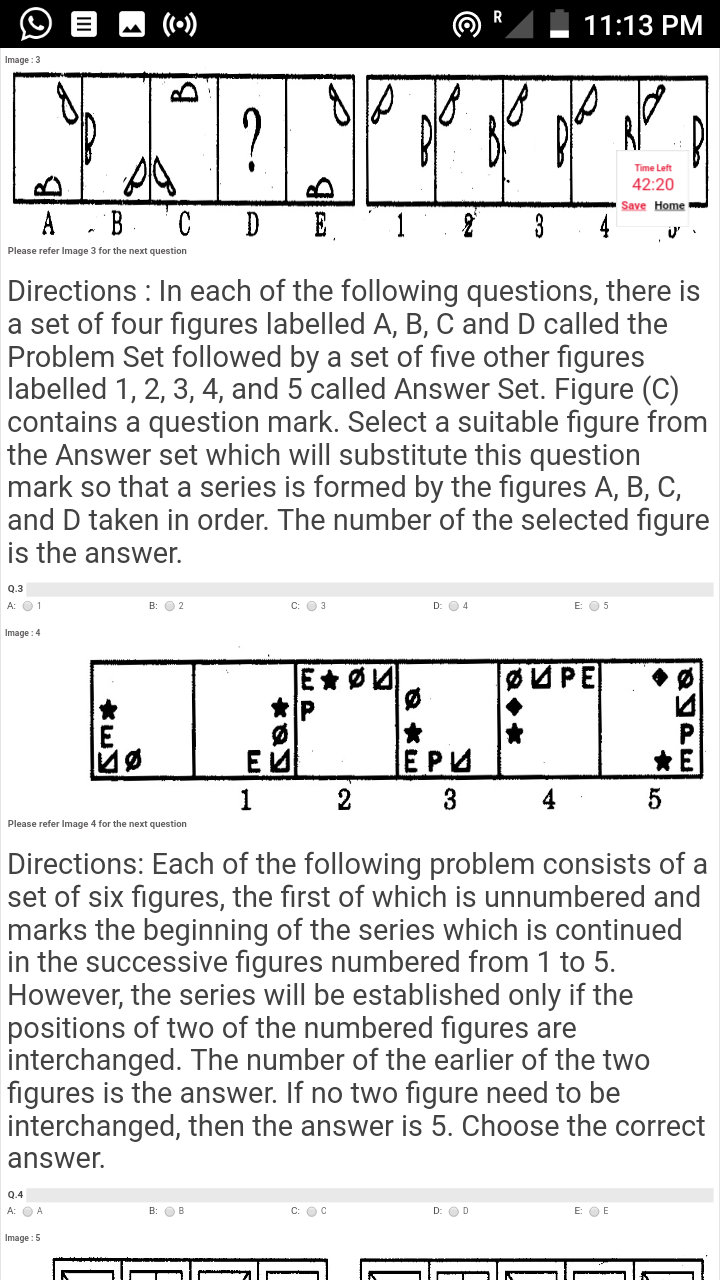 R 11:13 PM
Image : 3
?
A B C D E 1 2 3 4 5
Time Left
42:20
Save Home
Please refer Image 3 for the next question
Directions : In each of the following questions, there is
a set of four figures labelled A, B, C and D called the
Problem Set followed by a set of five other figures
labelled 1, 2, 3, 4, and 5 called Answer Set. Figure (C)
contains a question mark. Select a suitable figure from
the Answer set which will substitute this question
mark so that a series is formed by the figures A, B, C,
and D taken in order. The number of the selected figure
is the answer.
Q.3
A: 1 B: 2 C: 3 D: 4 E: 5
Image : 4
E ★ Ø
★ ★ P Ø
E Ø ★
Ø E E P
Ø P E
◆
★
◆ Ø
P
★ E
1 2 3 4 5
Please refer Image 4 for the next question
Directions: Each of the following problem consists of a
set of six figures, the first of which is unnumbered and
marks the beginning of the series which is continued
in the successive figures numbered from 1 to 5.
However, the series will be established only if the
positions of two of the numbered figures are
interchanged. The number of the earlier of the two
figures is the answer. If no two figure need to be
interchanged, then the answer is 5. Choose the correct
answer.
Q.4
A: A B: B C: C D: D E: E
Image : 5